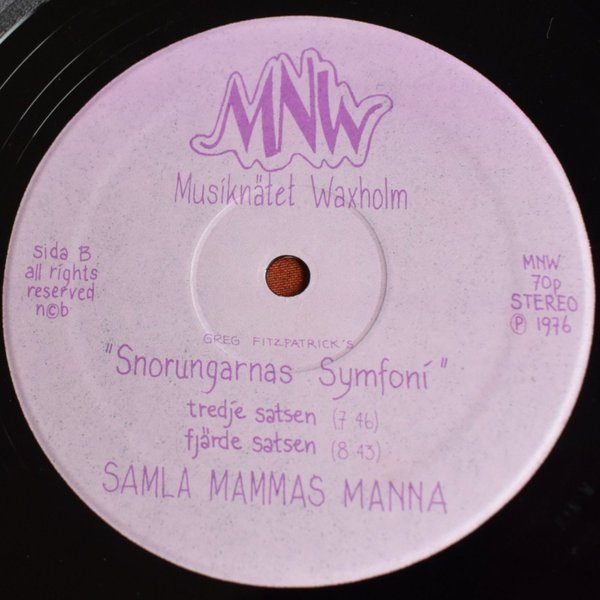 MNW
Musiknätet Waxholm
sida B
all rights
reserved
n©b
MNW
70p
STEREO
Ⓟ 1976
GREG FITZPATRICK'S
"Snorungarnas Symfoni"
tredje satsen (7 46)
fjärde satsen (8 43)
SAMLA MAMMAS MANNA